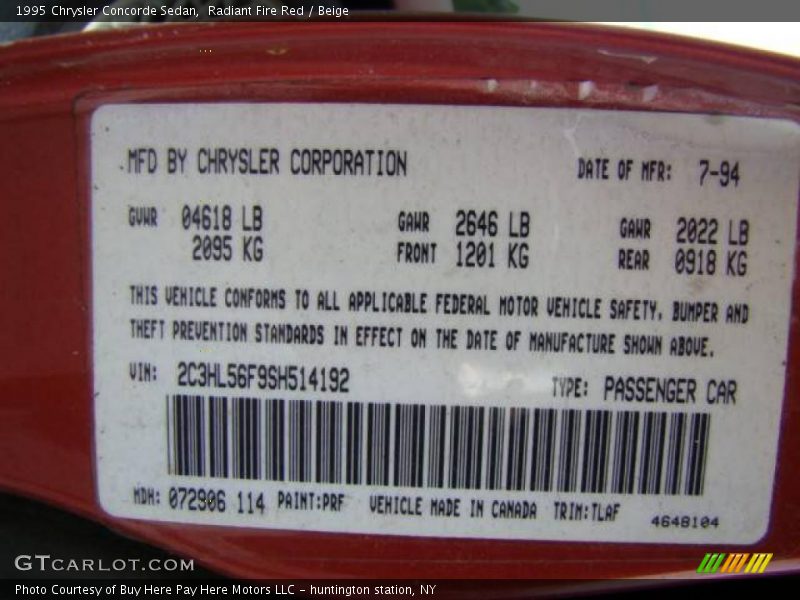 1995 Chrysler Concorde Sedan,  Radiant Fire Red / Beige
MFD BY CHRYSLER CORPORATION DATE OF MFR: 7-94
GVWR 04618 LB GAWR 2646 LB GAWR 2022 LB
2095 KG FRONT 1201 KG REAR 0918 KG
THIS VEHICLE CONFORMS TO ALL APPLICABLE FEDERAL MOTOR VEHICLE SAFETY, BUMPER AND
THEFT PREVENTION STANDARDS IN EFFECT ON THE DATE OF MANUFACTURE SHOWN ABOVE.
VIN: 2C3HL56F9SH514192 TYPE: PASSENGER CAR
MDH: 072906 114 PAINT:PRF VEHICLE MADE IN CANADA TRIM:TLAF
4648104
GTCARLOT.COM
Photo Courtesy of Buy Here Pay Here Motors LLC - huntington station, NY